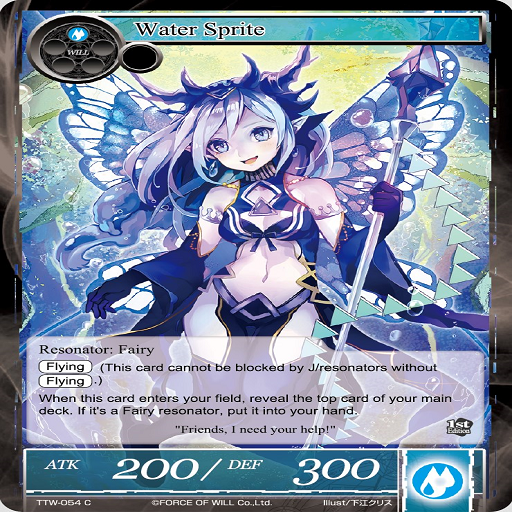 Water Sprite
WILL
Resonator: Fairy
Flying (This card cannot be blocked by J/resonators without
Flying .)
When this card enters your field, reveal the top card of your main
deck. If it's a Fairy resonator, put it into your hand.
"Friends, I need your help!"
1st
Edition
ATK 200/ DEF 300
TTW-054 C ©FORCE OF WILL Co.,Ltd. Illust/下江クリス